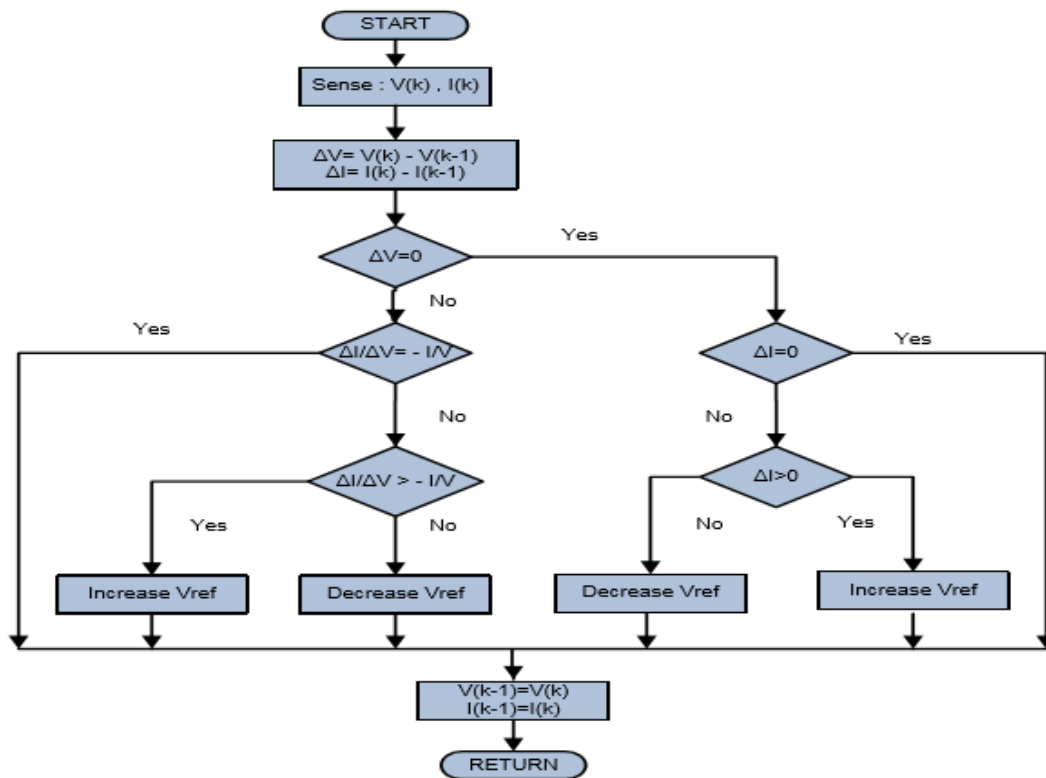 START
Sense : V(k) , I(k)
ΔV= V(k) - V(k-1)
ΔI= I(k) - I(k-1)
ΔV=0
Yes
No
Yes
ΔI/ΔV= - I/V
ΔI=0
Yes
No
No
ΔI/ΔV > - I/V
ΔI>0
Yes
No
No
Yes
Increase Vref
Decrease Vref
Decrease Vref
Increase Vref
V(k-1)=V(k)
I(k-1)=I(k)
RETURN